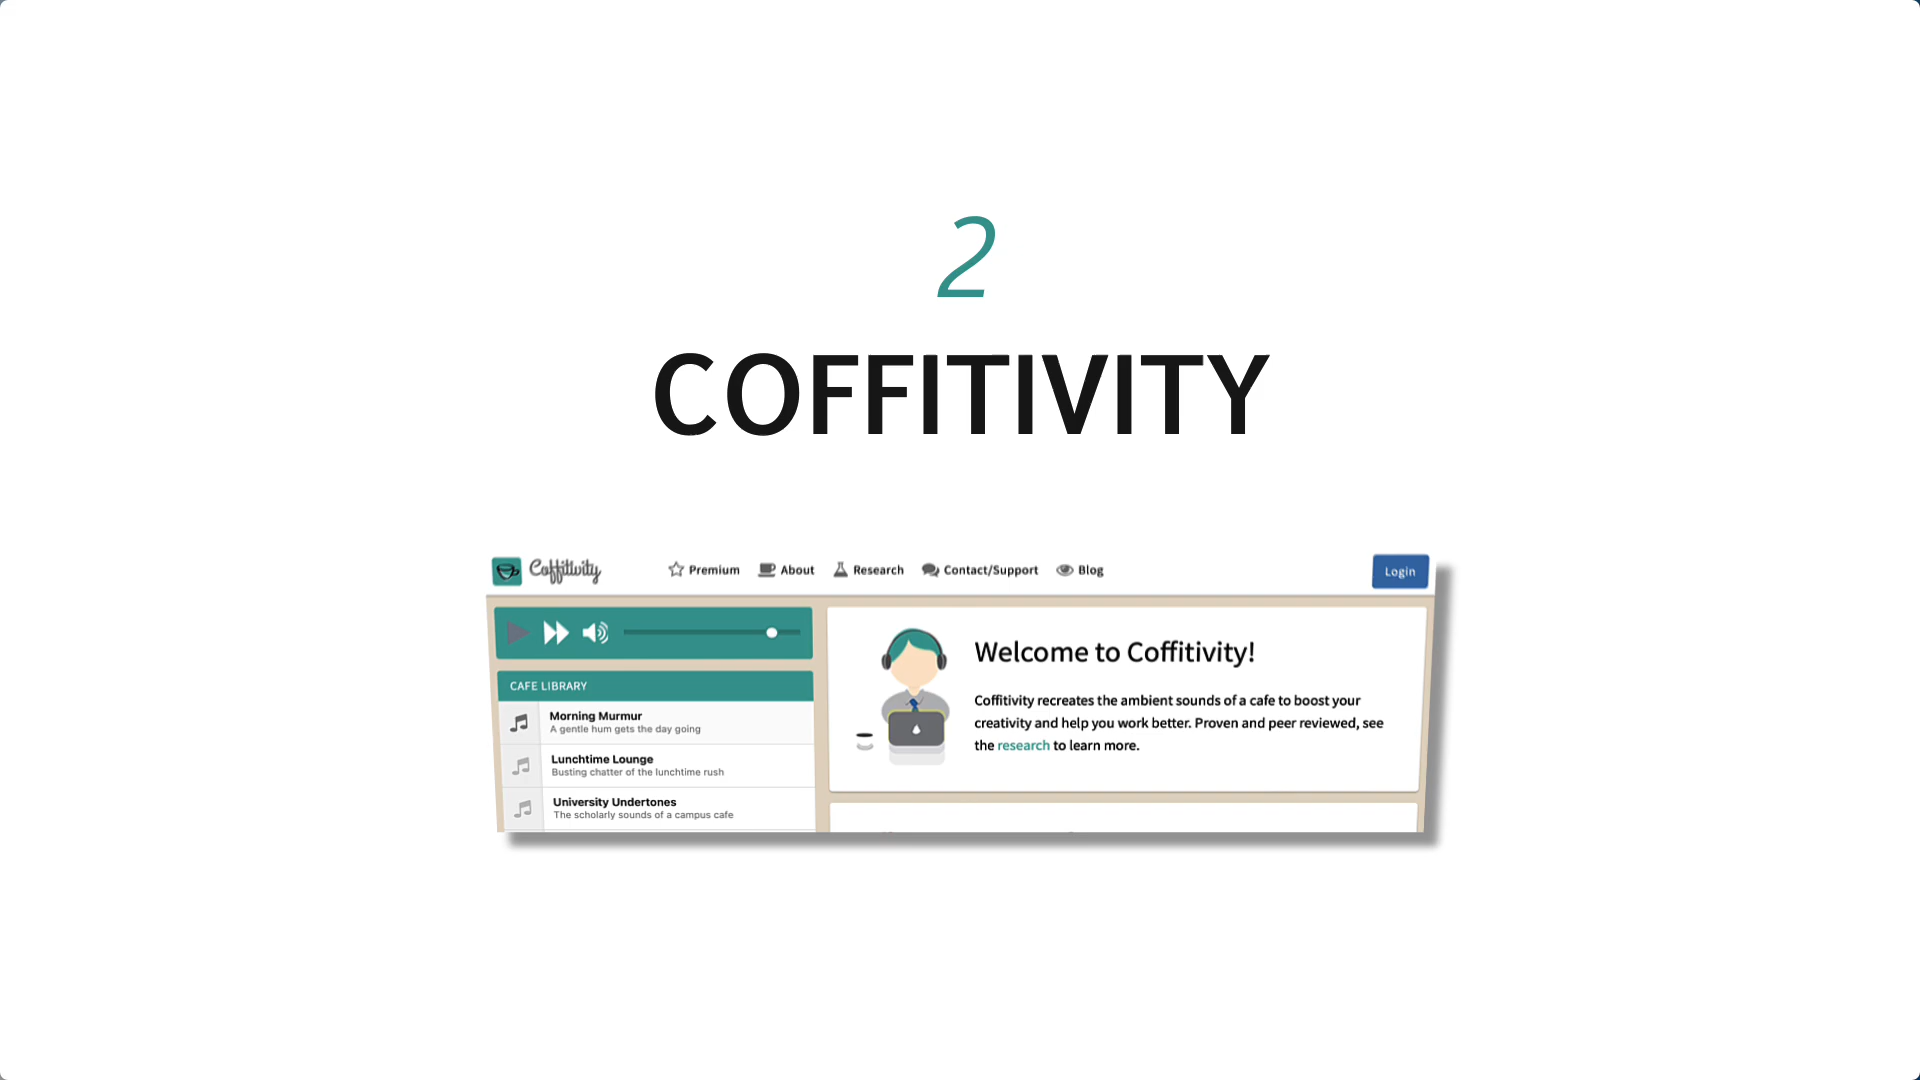 2
COFFITIVITY
Coffitivity
Premium
About
Research
Contact/Support
Blog
Login
CAFE LIBRARY
Morning Murmur
A gentle hum gets the day going
Lunchtime Lounge
Busting chatter of the lunchtime rush
University Undertones
The scholarly sounds of a campus cafe
Welcome to Coffitivity!
Coffitivity recreates the ambient sounds of a cafe to boost your
creativity and help you work better. Proven and peer reviewed, see
the research to learn more.